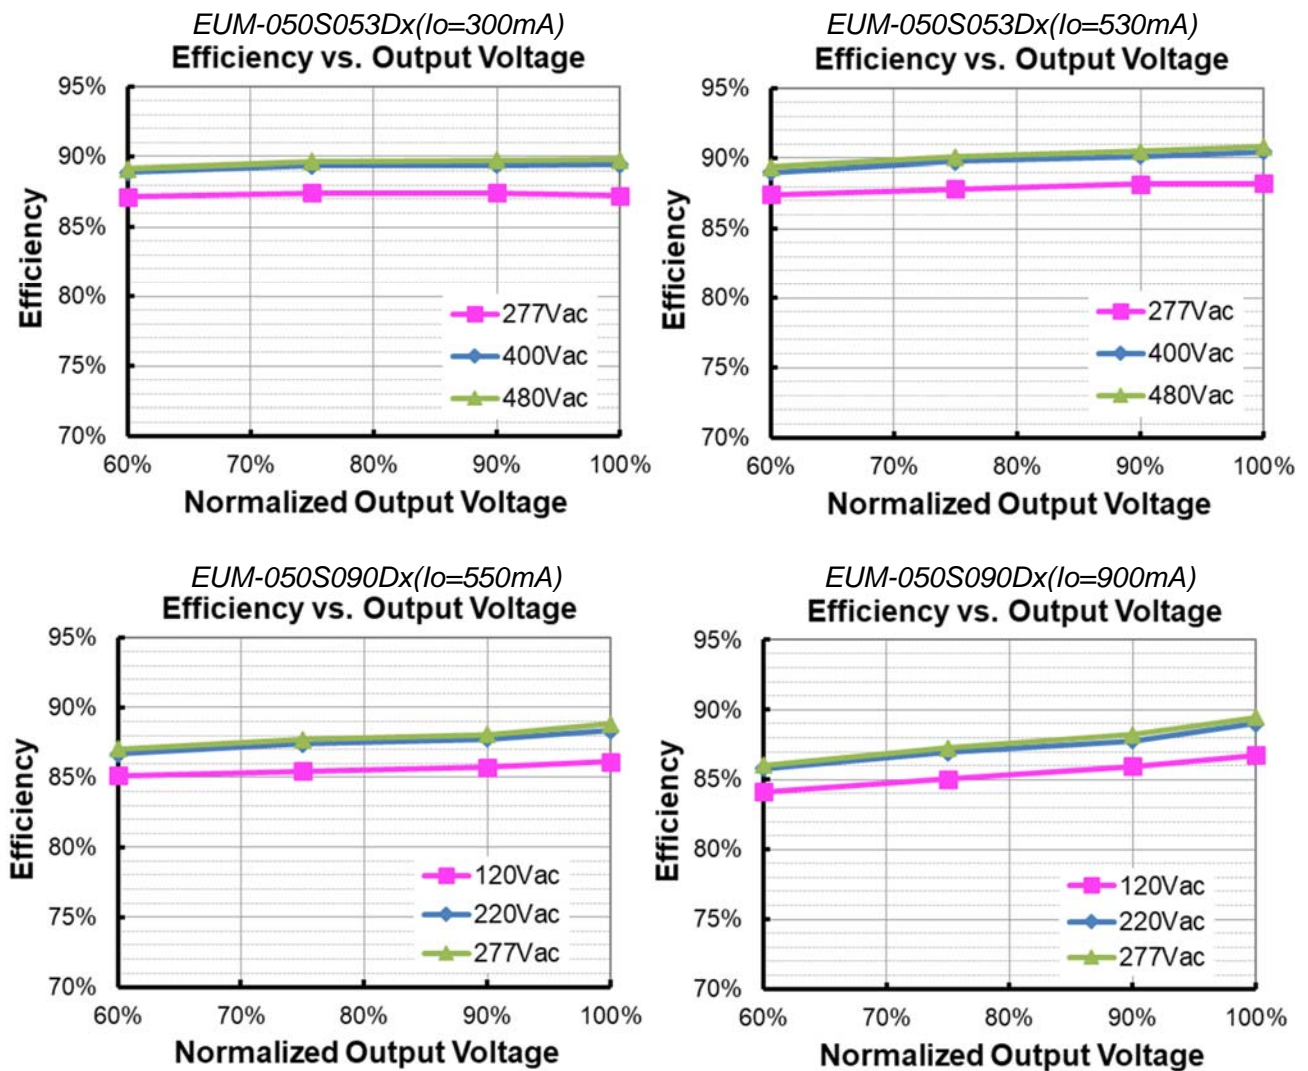 EUM-050S053Dx(Io=300mA)
Efficiency vs. Output Voltage
95%
90%
85%
80%
75%
70%
Efficiency
277Vac
400Vac
480Vac
60%
70%
80%
90%
100%
Normalized Output Voltage
EUM-050S053Dx(Io=530mA)
Efficiency vs. Output Voltage
95%
90%
85%
80%
75%
70%
Efficiency
277Vac
400Vac
480Vac
60%
70%
80%
90%
100%
Normalized Output Voltage
EUM-050S090Dx(Io=550mA)
Efficiency vs. Output Voltage
95%
90%
85%
80%
75%
70%
Efficiency
120Vac
220Vac
277Vac
60%
70%
80%
90%
100%
Normalized Output Voltage
EUM-050S090Dx(Io=900mA)
Efficiency vs. Output Voltage
95%
90%
85%
80%
75%
70%
Efficiency
120Vac
220Vac
277Vac
60%
70%
80%
90%
100%
Normalized Output Voltage